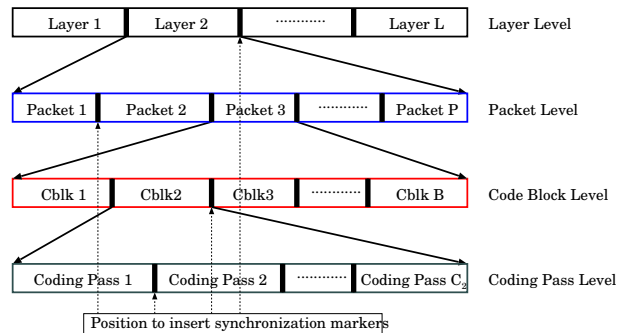 Layer 1 Layer 2 ............ Layer L Layer Level
Packet 1 Packet 2 Packet 3 ............ Packet P Packet Level
Cblk 1 Cblk2 Cblk3 ............ Cblk B Code Block Level
Coding Pass 1 Coding Pass 2 ............ Coding Pass C₂ Coding Pass Level
Position to insert synchronization markers